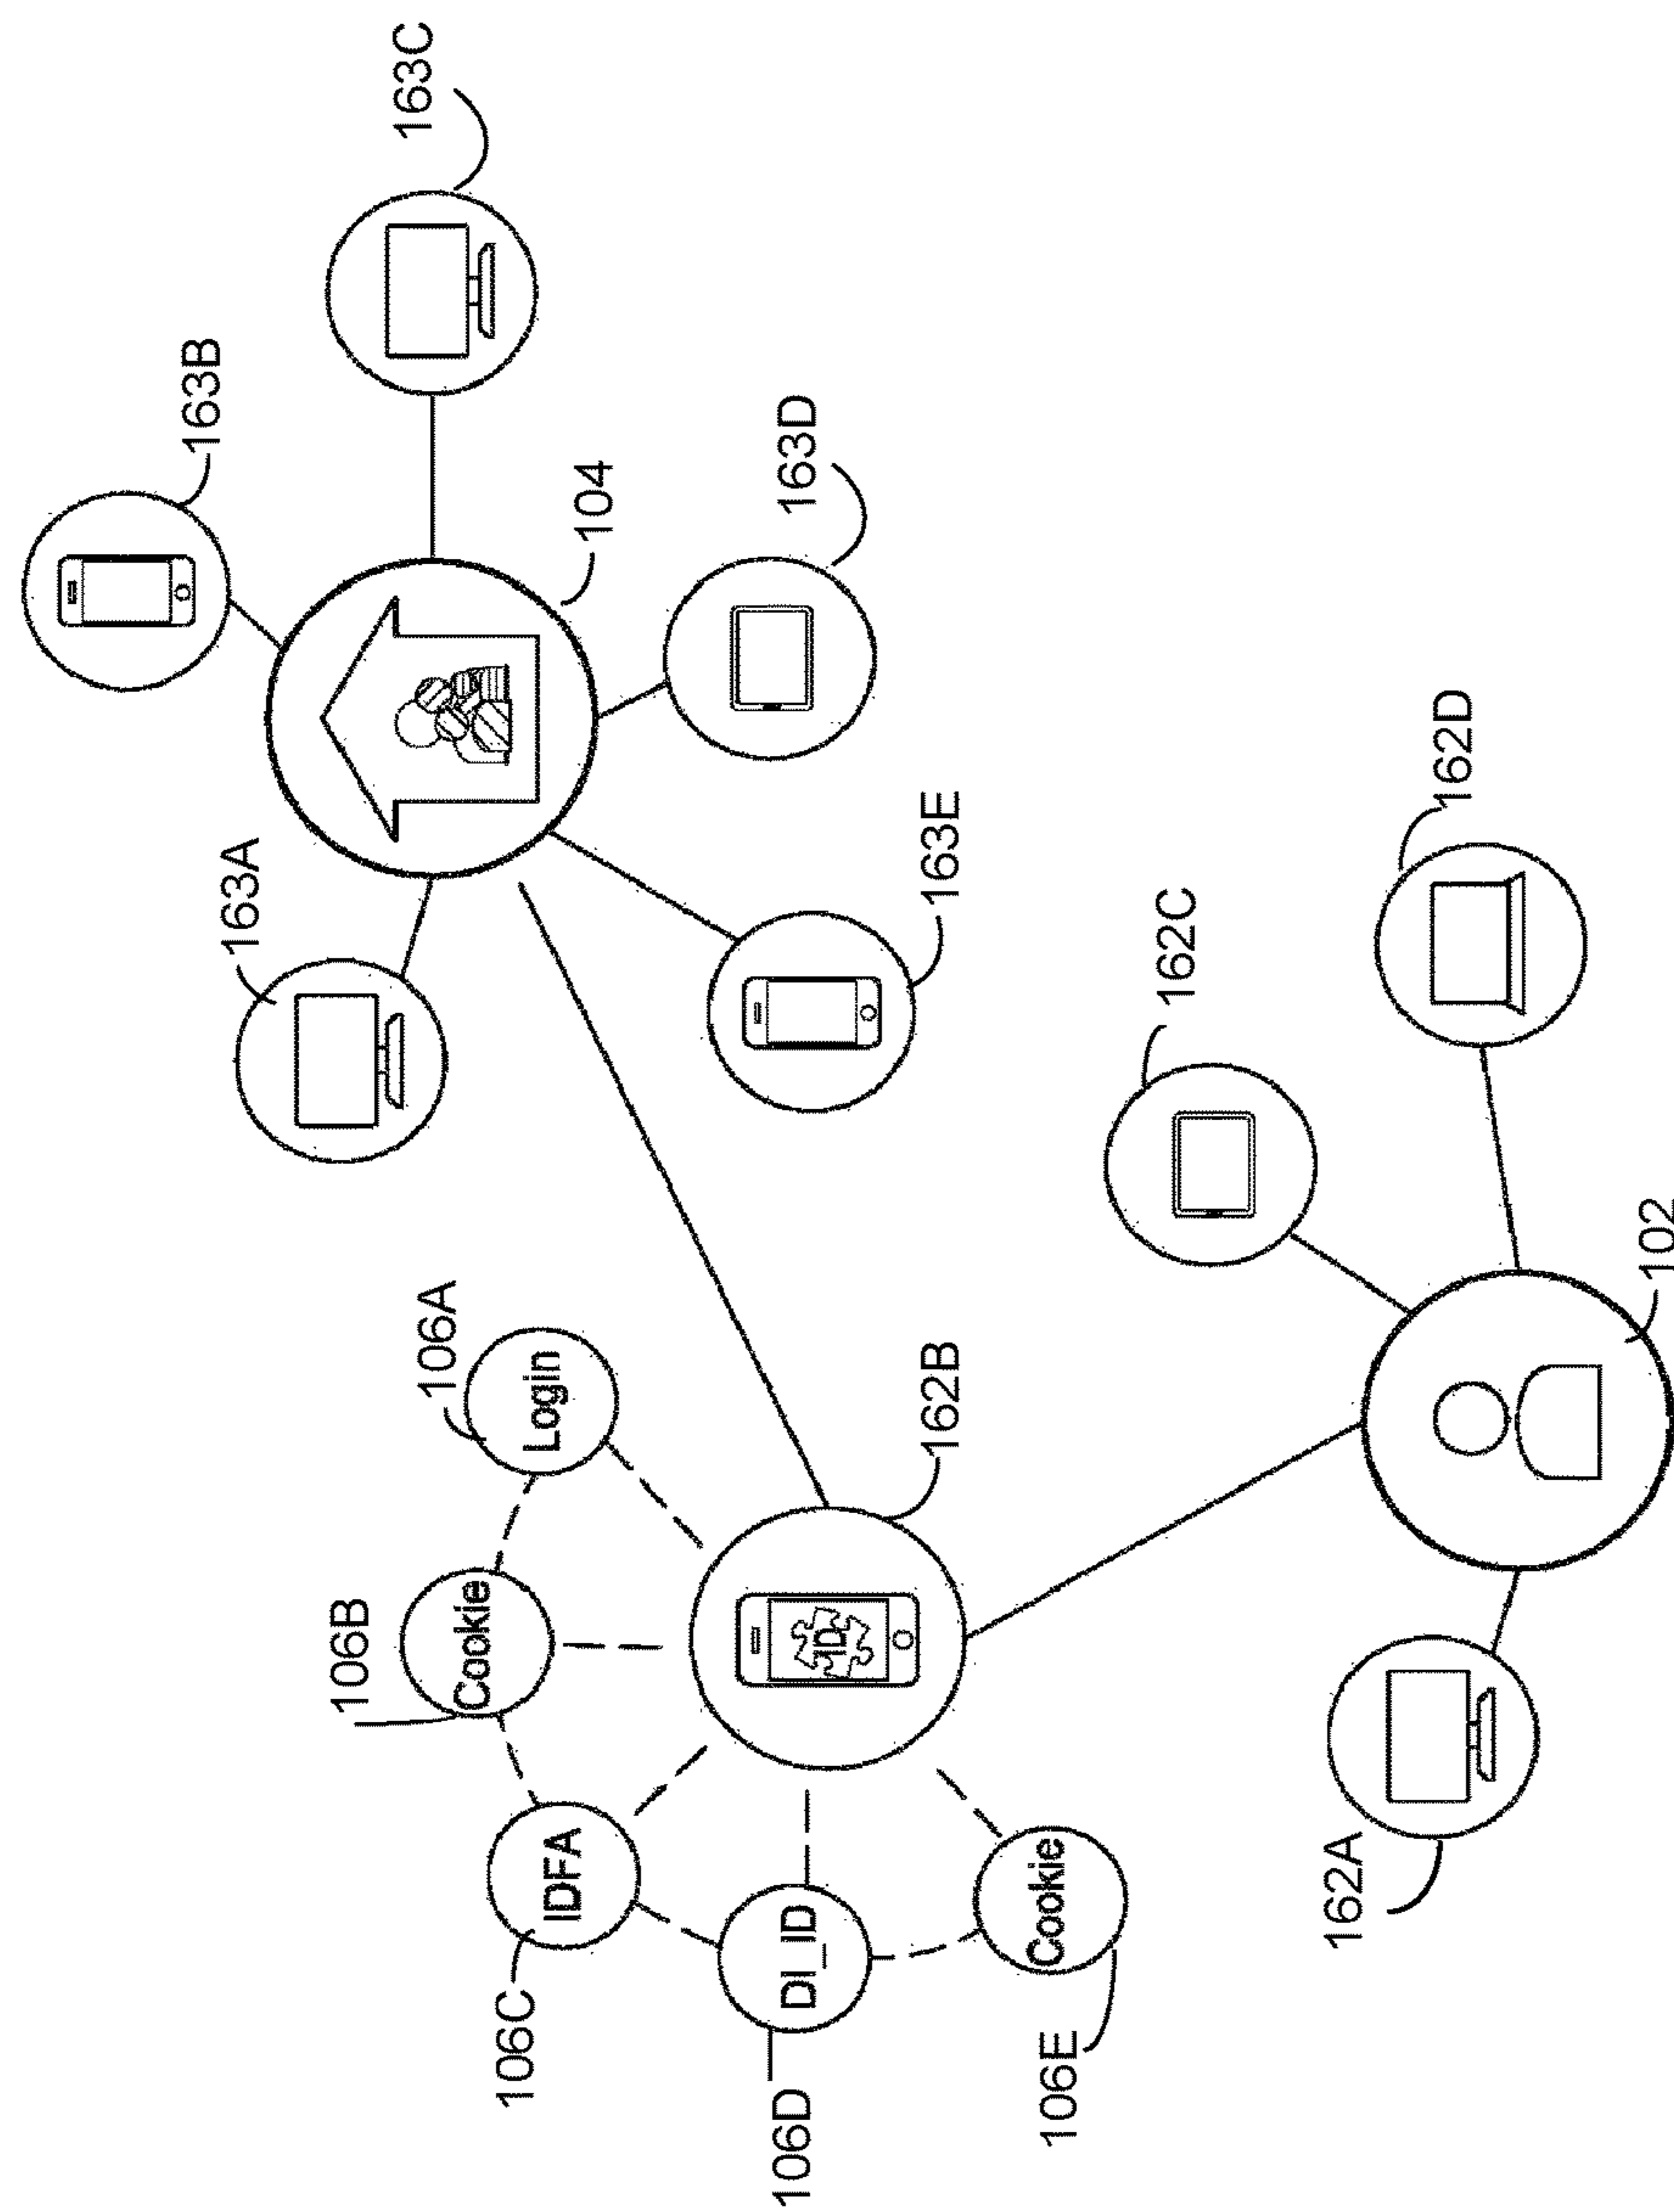 163B
163A
106B
163C
106A
Cookie
106C
Login
IDFA
104
106D
DI_ID
163D
ID
162B
163E
Cookie
106E
162C
162A
162D
102